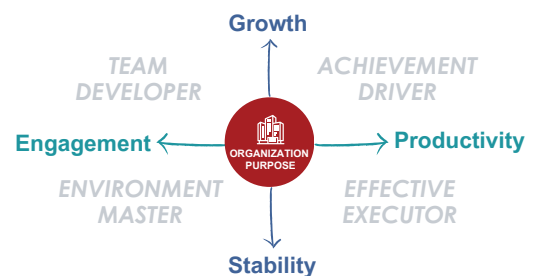 Growth
TEAM
DEVELOPER
ACHIEVEMENT
DRIVER
Engagement
ORGANIZATION
PURPOSE
Productivity
ENVIRONMENT
MASTER
EFFECTIVE
EXECUTOR
Stability